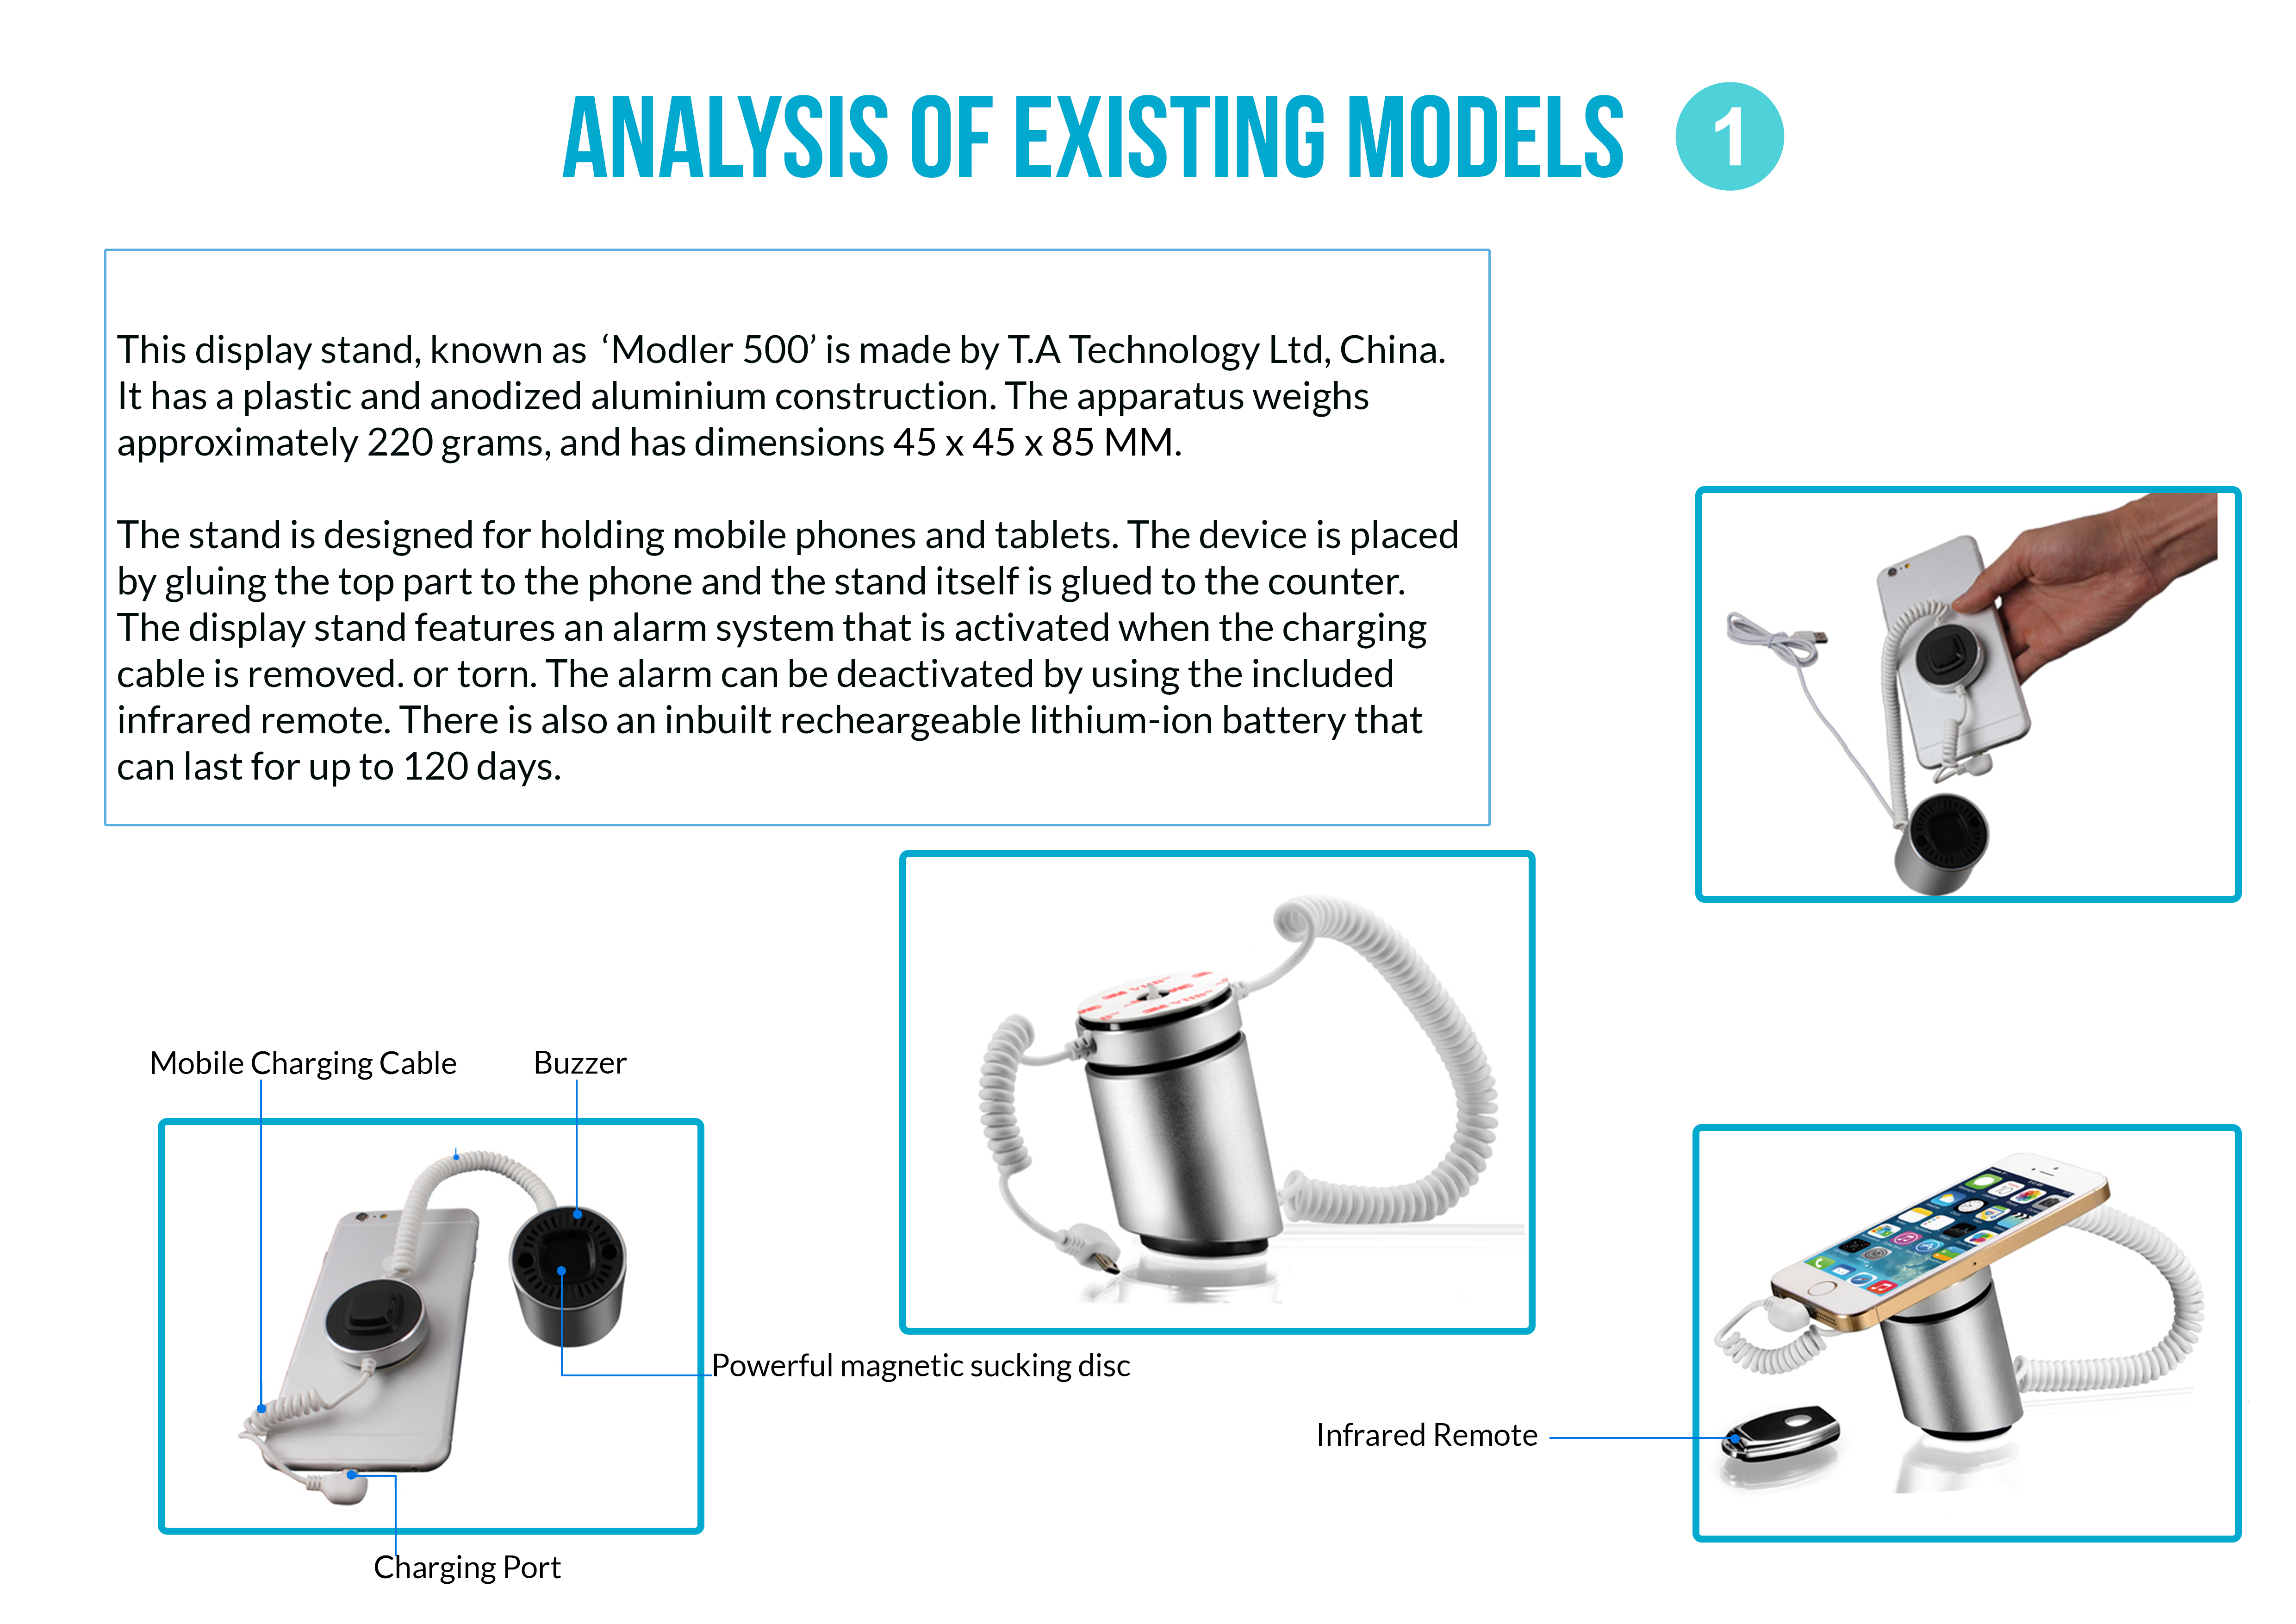 ANALYSIS OF EXISTING MODELS 1
This display stand, known as ‘Modler 500’ is made by T.A Technology Ltd, China.
It has a plastic and anodized aluminium construction. The apparatus weighs
approximately 220 grams, and has dimensions 45 x 45 x 85 MM.
The stand is designed for holding mobile phones and tablets. The device is placed
by gluing the top part to the phone and the stand itself is glued to the counter.
The display stand features an alarm system that is activated when the charging
cable is removed. or torn. The alarm can be deactivated by using the included
infrared remote. There is also an inbuilt recheargeable lithium-ion battery that
can last for up to 120 days.
Mobile Charging Cable
Buzzer
Powerful magnetic sucking disc
Infrared Remote
Charging Port